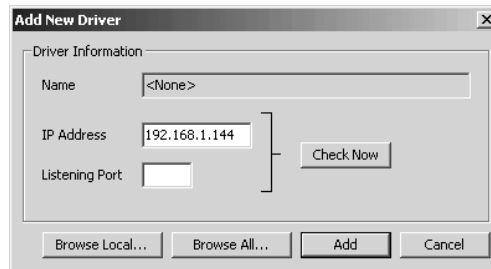 Add New Driver
Driver Information
Name <None>
IP Address 192.168.1.144
Check Now
Listening Port
Browse Local... Browse All... Add Cancel